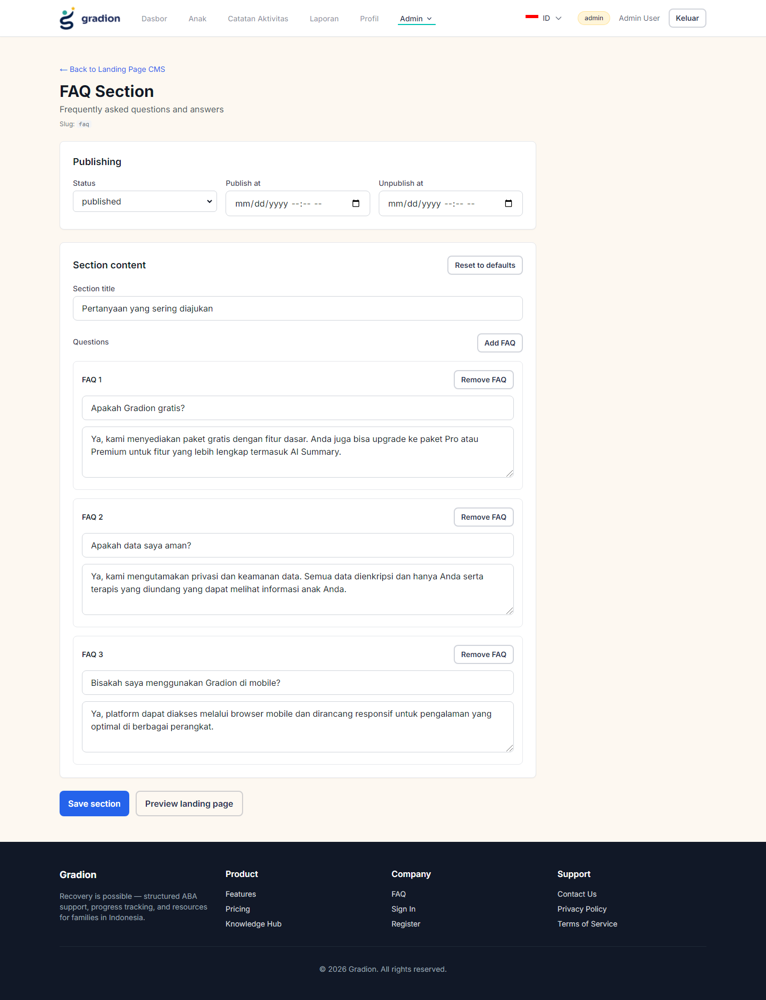 gradion
Dasbor
Anak
Catatan Aktivitas
Laporan
Profil
Admin
ID
admin
Admin User
Keluar
← Back to Landing Page CMS
FAQ Section
Frequently asked questions and answers
Slug: faq
Publishing
Status
Publish at
Unpublish at
published
mm/dd/yyyy --:-- --
mm/dd/yyyy --:-- --
Section content
Reset to defaults
Section title
Pertanyaan yang sering diajukan
Questions
Add FAQ
FAQ 1
Remove FAQ
Apakah Gradion gratis?
Ya, kami menyediakan paket gratis dengan fitur dasar. Anda juga bisa upgrade ke paket Pro atau
Premium untuk fitur yang lebih lengkap termasuk AI Summary.
FAQ 2
Remove FAQ
Apakah data saya aman?
Ya, kami mengutamakan privasi dan keamanan data. Semua data dienkripsi dan hanya Anda serta
terapis yang diundang yang dapat melihat informasi anak Anda.
FAQ 3
Remove FAQ
Bisakah saya menggunakan Gradion di mobile?
Ya, platform dapat diakses melalui browser mobile dan dirancang responsif untuk pengalaman yang
optimal di berbagai perangkat.
Save section
Preview landing page
Gradion
Recovery is possible — structured ABA
support, progress tracking, and resources
for families in Indonesia.
Product
Features
Pricing
Knowledge Hub
Company
FAQ
Sign In
Register
Support
Contact Us
Privacy Policy
Terms of Service
© 2026 Gradion. All rights reserved.